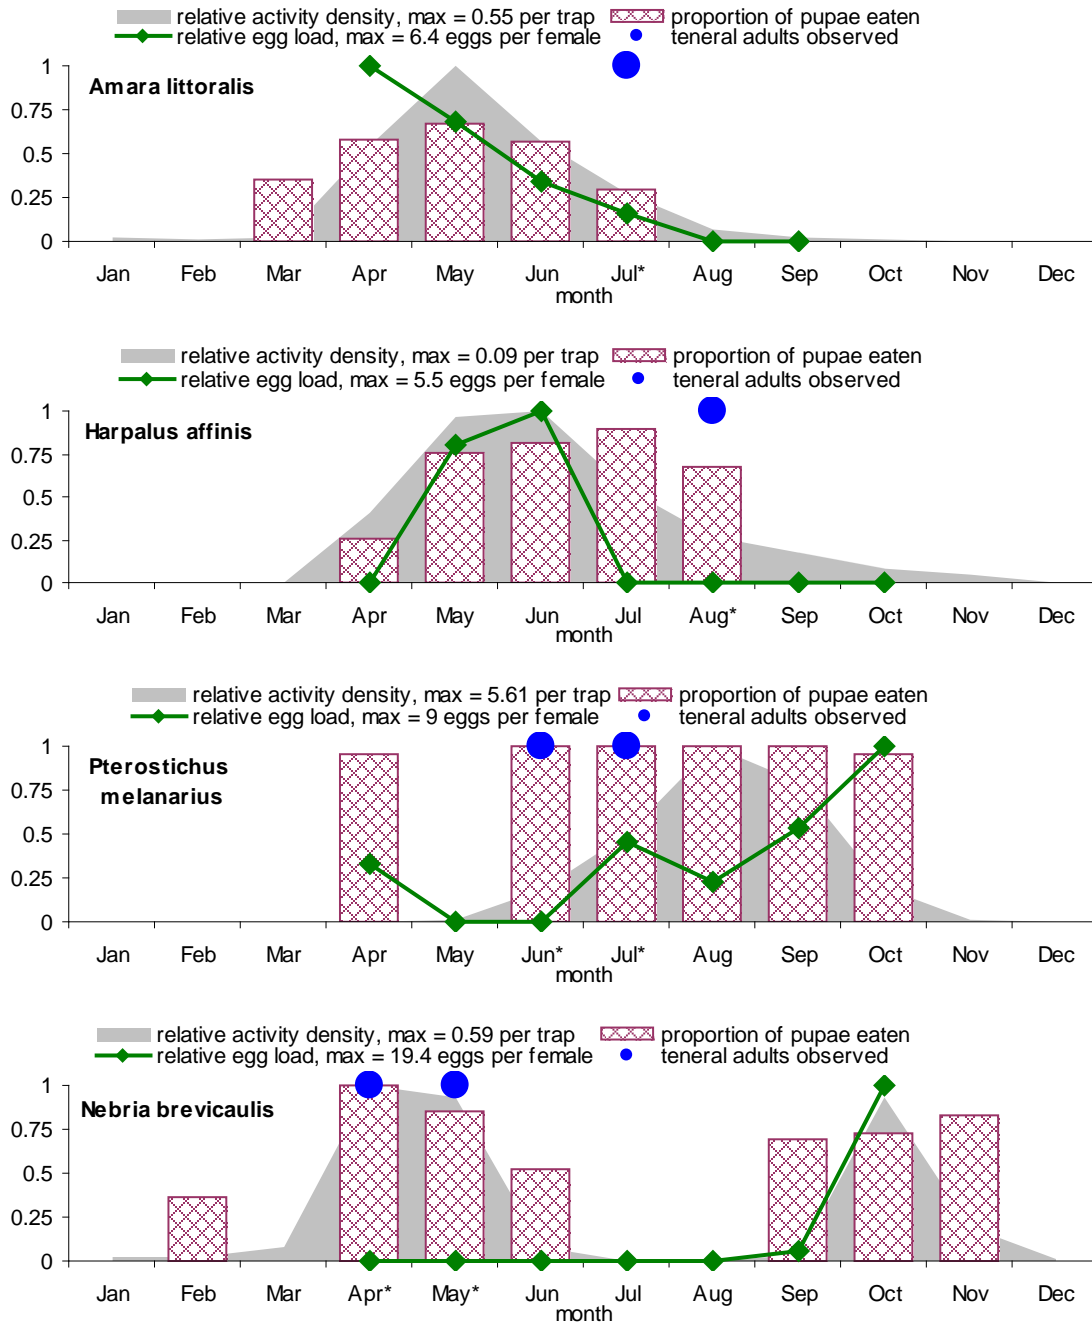 relative activity density, max = 0.55 per trap proportion of pupae eaten
relative egg load, max = 6.4 eggs per female teneral adults observed
Amara littoralis
1
0.75
0.5
0.25
0
Jan Feb Mar Apr May Jun Jul* Aug Sep Oct Nov Dec
month
relative activity density, max = 0.09 per trap proportion of pupae eaten
relative egg load, max = 5.5 eggs per female teneral adults observed
Harpalus affinis
1
0.75
0.5
0.25
0
Jan Feb Mar Apr May Jun Jul Aug* Sep Oct Nov Dec
month
relative activity density, max = 5.61 per trap proportion of pupae eaten
relative egg load, max = 9 eggs per female teneral adults observed
Pterostichus
melanarius
1
0.75
0.5
0.25
0
Jan Feb Mar Apr May Jun* Jul* Aug Sep Oct Nov Dec
month
relative activity density, max = 0.59 per trap proportion of pupae eaten
relative egg load, max = 19.4 eggs per female teneral adults observed
Nebria brevicaulis
1
0.75
0.5
0.25
0
Jan Feb Mar Apr* May* Jun Jul Aug Sep Oct Nov Dec
month